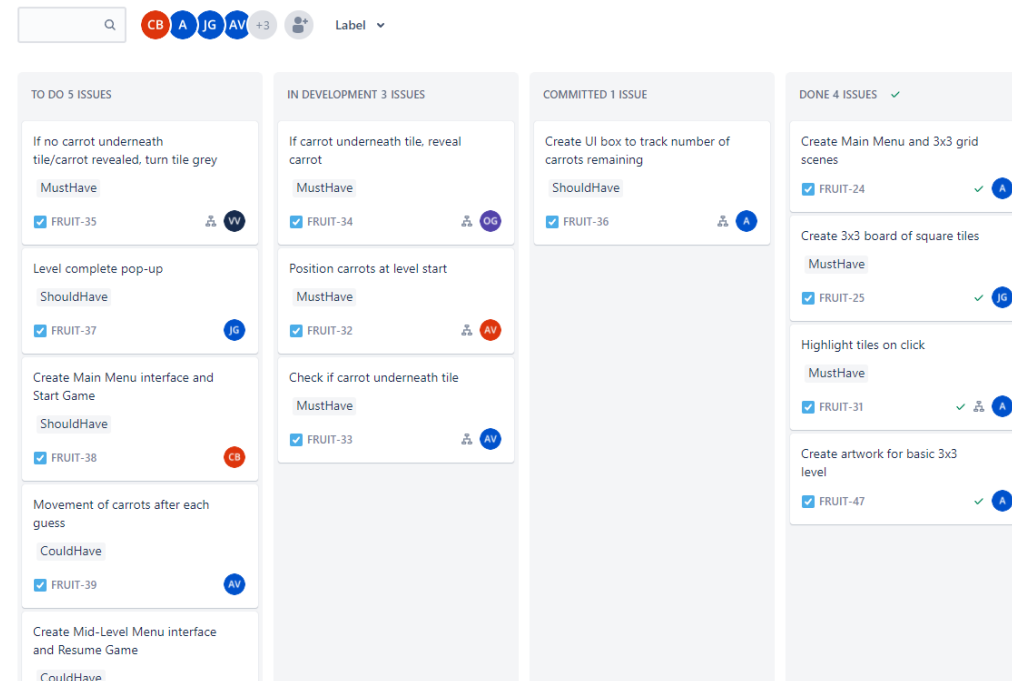 CB A JG AV +3 Label
TO DO 5 ISSUES
If no carrot underneath
tile/carrot revealed, turn tile grey
MustHave
FRUIT-35 VV
Level complete pop-up
ShouldHave
FRUIT-37 JG
Create Main Menu interface and
Start Game
ShouldHave
FRUIT-38 CB
Movement of carrots after each
guess
CouldHave
FRUIT-39 AV
Create Mid-Level Menu interface
and Resume Game
CouldHave
IN DEVELOPMENT 3 ISSUES
If carrot underneath tile, reveal
carrot
MustHave
FRUIT-34 OG
Position carrots at level start
MustHave
FRUIT-32 AV
Check if carrot underneath tile
MustHave
FRUIT-33 AV
COMMITTED 1 ISSUE
Create UI box to track number of
carrots remaining
ShouldHave
FRUIT-36 A
DONE 4 ISSUES
Create Main Menu and 3x3 grid
scenes
FRUIT-24 A
Create 3x3 board of square tiles
MustHave
FRUIT-25 JG
Highlight tiles on click
MustHave
FRUIT-31 A
Create artwork for basic 3x3
level
FRUIT-47 A